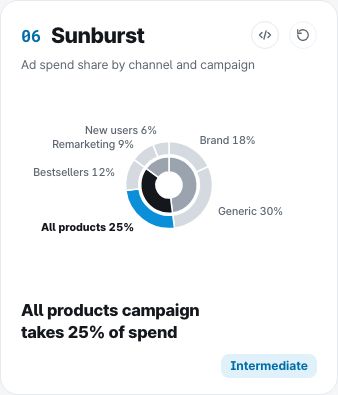 06 Sunburst
Ad spend share by channel and campaign
New users 6%
Remarketing 9%
Brand 18%
Bestsellers 12%
Generic 30%
All products 25%
All products campaign
takes 25% of spend
Intermediate